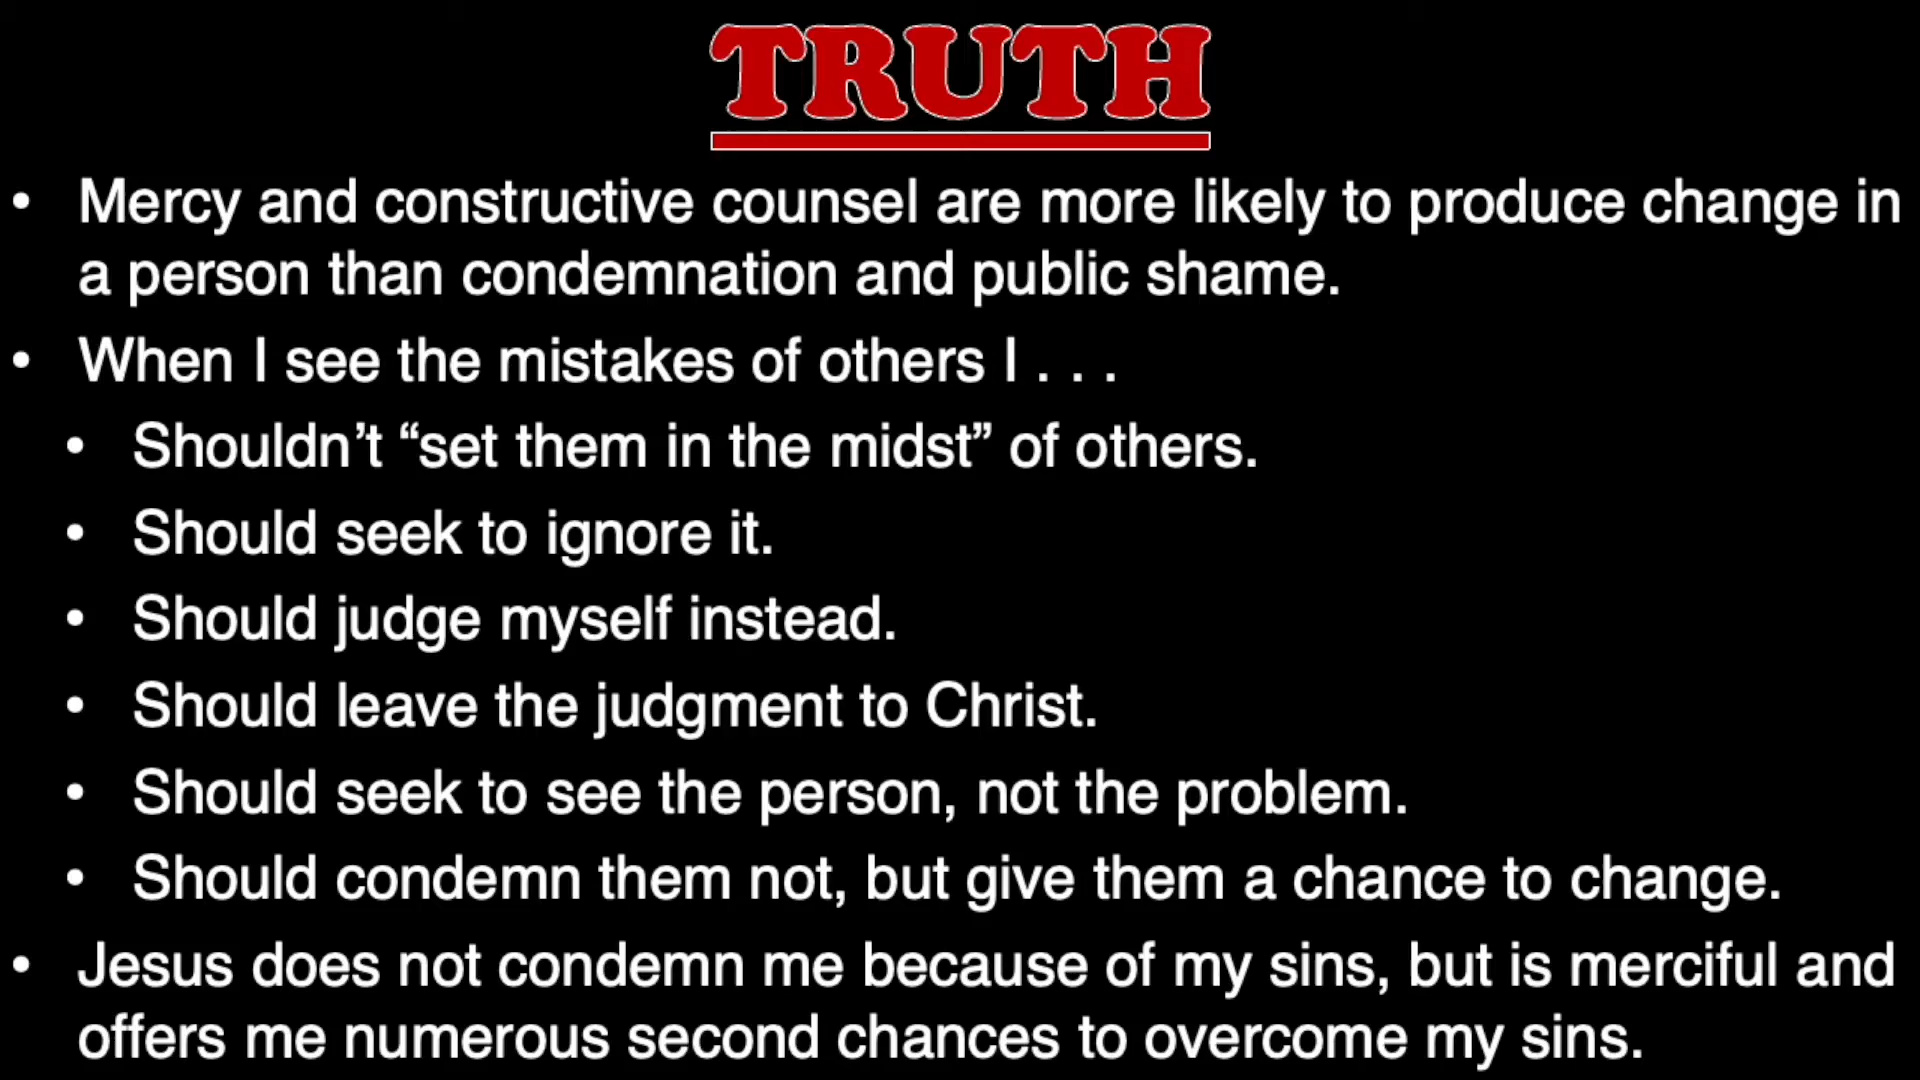 TRUTH
• Mercy and constructive counsel are more likely to produce change in
a person than condemnation and public shame.
• When I see the mistakes of others I . . .
• Shouldn’t “set them in the midst” of others.
• Should seek to ignore it.
• Should judge myself instead.
• Should leave the judgment to Christ.
• Should seek to see the person, not the problem.
• Should condemn them not, but give them a chance to change.
• Jesus does not condemn me because of my sins, but is merciful and
offers me numerous second chances to overcome my sins.